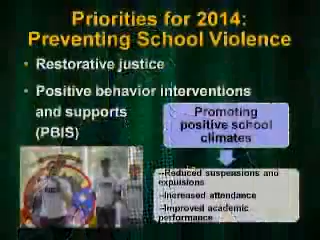 Priorities for 2014:
Preventing School Violence
• Restorative justice
• Positive behavior interventions
and supports
(PBIS)
Promoting
positive school
climates
--Reduced suspensions and
expulsions
--Increased attendance
--Improved academic
performance